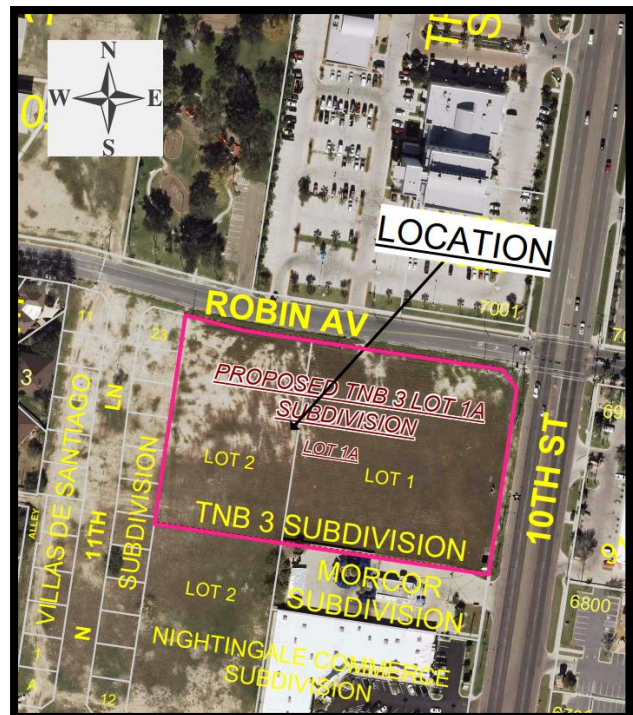 N
W E
S
LOCATION
7001
ROBIN AV
11
23
3
PROPOSED TNB 3 LOT 1A
SUBDIVISION
LOT 1A
LOT 2
LOT 1
TNB 3 SUBDIVISION
10TH ST
VILLAS DE SANTIAGO
SUBDIVISION
N 11TH LN
ALLEY
MORCOR
SUBDIVISION
LOT 2
NIGHTINGALE COMMERCE
SUBDIVISION
6800
1
A
12